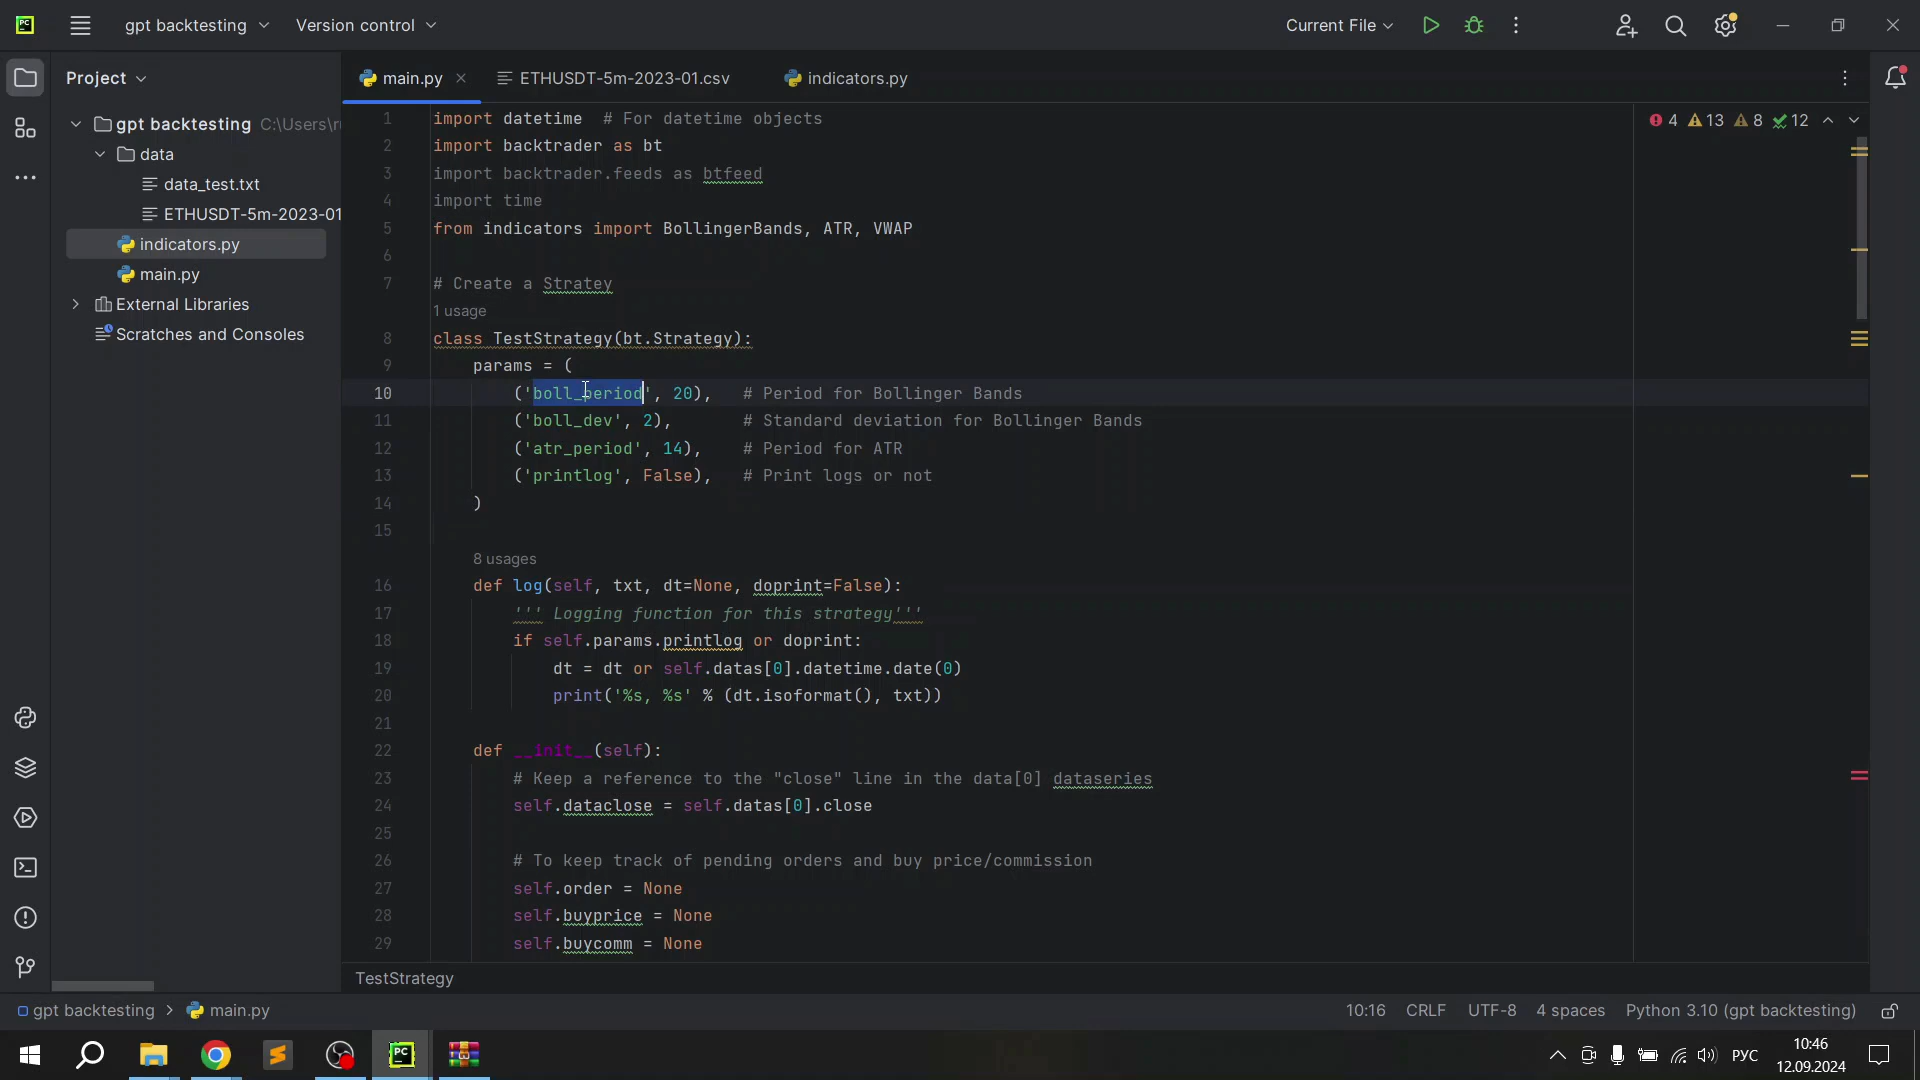 gpt backtesting
Version control
Current File
Project
main.py
ETHUSDT-5m-2023-01.csv
indicators.py
gpt backtesting C:\Users\r
data
data_test.txt
ETHUSDT-5m-2023-01
indicators.py
main.py
External Libraries
Scratches and Consoles
4 13 8 12
1 import datetime  # For datetime objects
2 import backtrader as bt
3 import backtrader.feeds as btfeed
4 import time
5 from indicators import BollingerBands, ATR, VWAP
6
7 # Create a Stratey
1 usage
8 class TestStrategy(bt.Strategy):
9 params = (
10 ('boll_period', 20),   # Period for Bollinger Bands
11 ('boll_dev', 2),       # Standard deviation for Bollinger Bands
12 ('atr_period', 14),    # Period for ATR
13 ('printlog', False),   # Print logs or not
14 )
15
8 usages
16 def log(self, txt, dt=None, doprint=False):
17 ''' Logging function for this strategy'''
18 if self.params.printlog or doprint:
19 dt = dt or self.datas[0].datetime.date(0)
20 print('%s, %s' % (dt.isoformat(), txt))
21
22 def __init__(self):
23 # Keep a reference to the "close" line in the data[0] dataseries
24 self.dataclose = self.datas[0].close
25
26 # To keep track of pending orders and buy price/commission
27 self.order = None
28 self.buyprice = None
29 self.buycomm = None
TestStrategy
gpt backtesting > main.py
10:16 CRLF UTF-8 4 spaces Python 3.10 (gpt backtesting)
РУС
10:46
12.09.2024